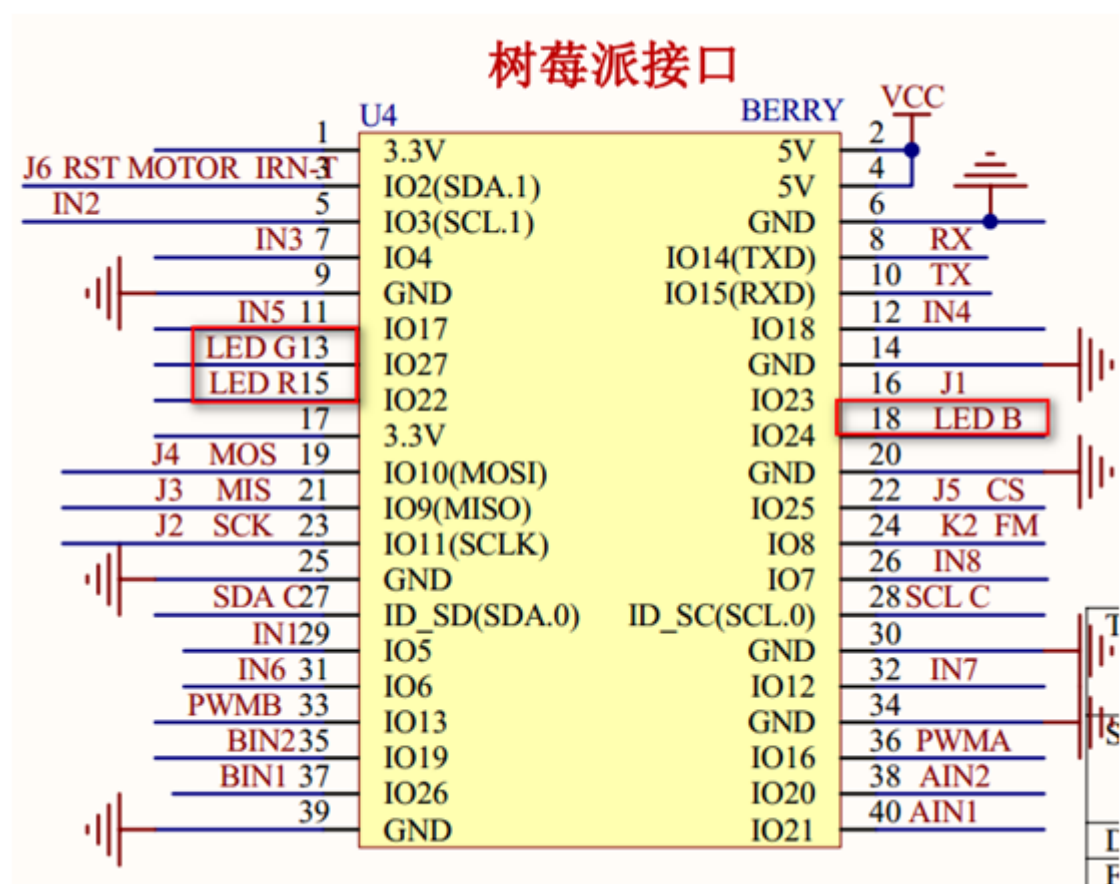 树莓派接口
U4 BERRY VCC
1 3.3V 5V 2
J6 RST MOTOR IRN-T 3 IO2(SDA.1) 5V 4
IN2 5 IO3(SCL.1) GND 6
IN3 7 IO4 IO14(TXD) 8 RX
9 GND IO15(RXD) 10 TX
IN5 11 IO17 IO18 12 IN4
LED G 13 IO27 GND 14
LED R 15 IO22 IO23 16 J1
17 3.3V IO24 18 LED B
J4 MOS 19 IO10(MOSI) GND 20
J3 MIS 21 IO9(MISO) IO25 22 J5 CS
J2 SCK 23 IO11(SCLK) IO8 24 K2 FM
25 GND IO7 26 IN8
SDA C 27 ID_SD(SDA.0) ID_SC(SCL.0) 28 SCL C
IN1 29 IO5 GND 30
IN6 31 IO6 IO12 32 IN7
PWMB 33 IO13 GND 34
BIN2 35 IO19 IO16 36 PWMA
BIN1 37 IO26 IO20 38 AIN2
39 GND IO21 40 AIN1